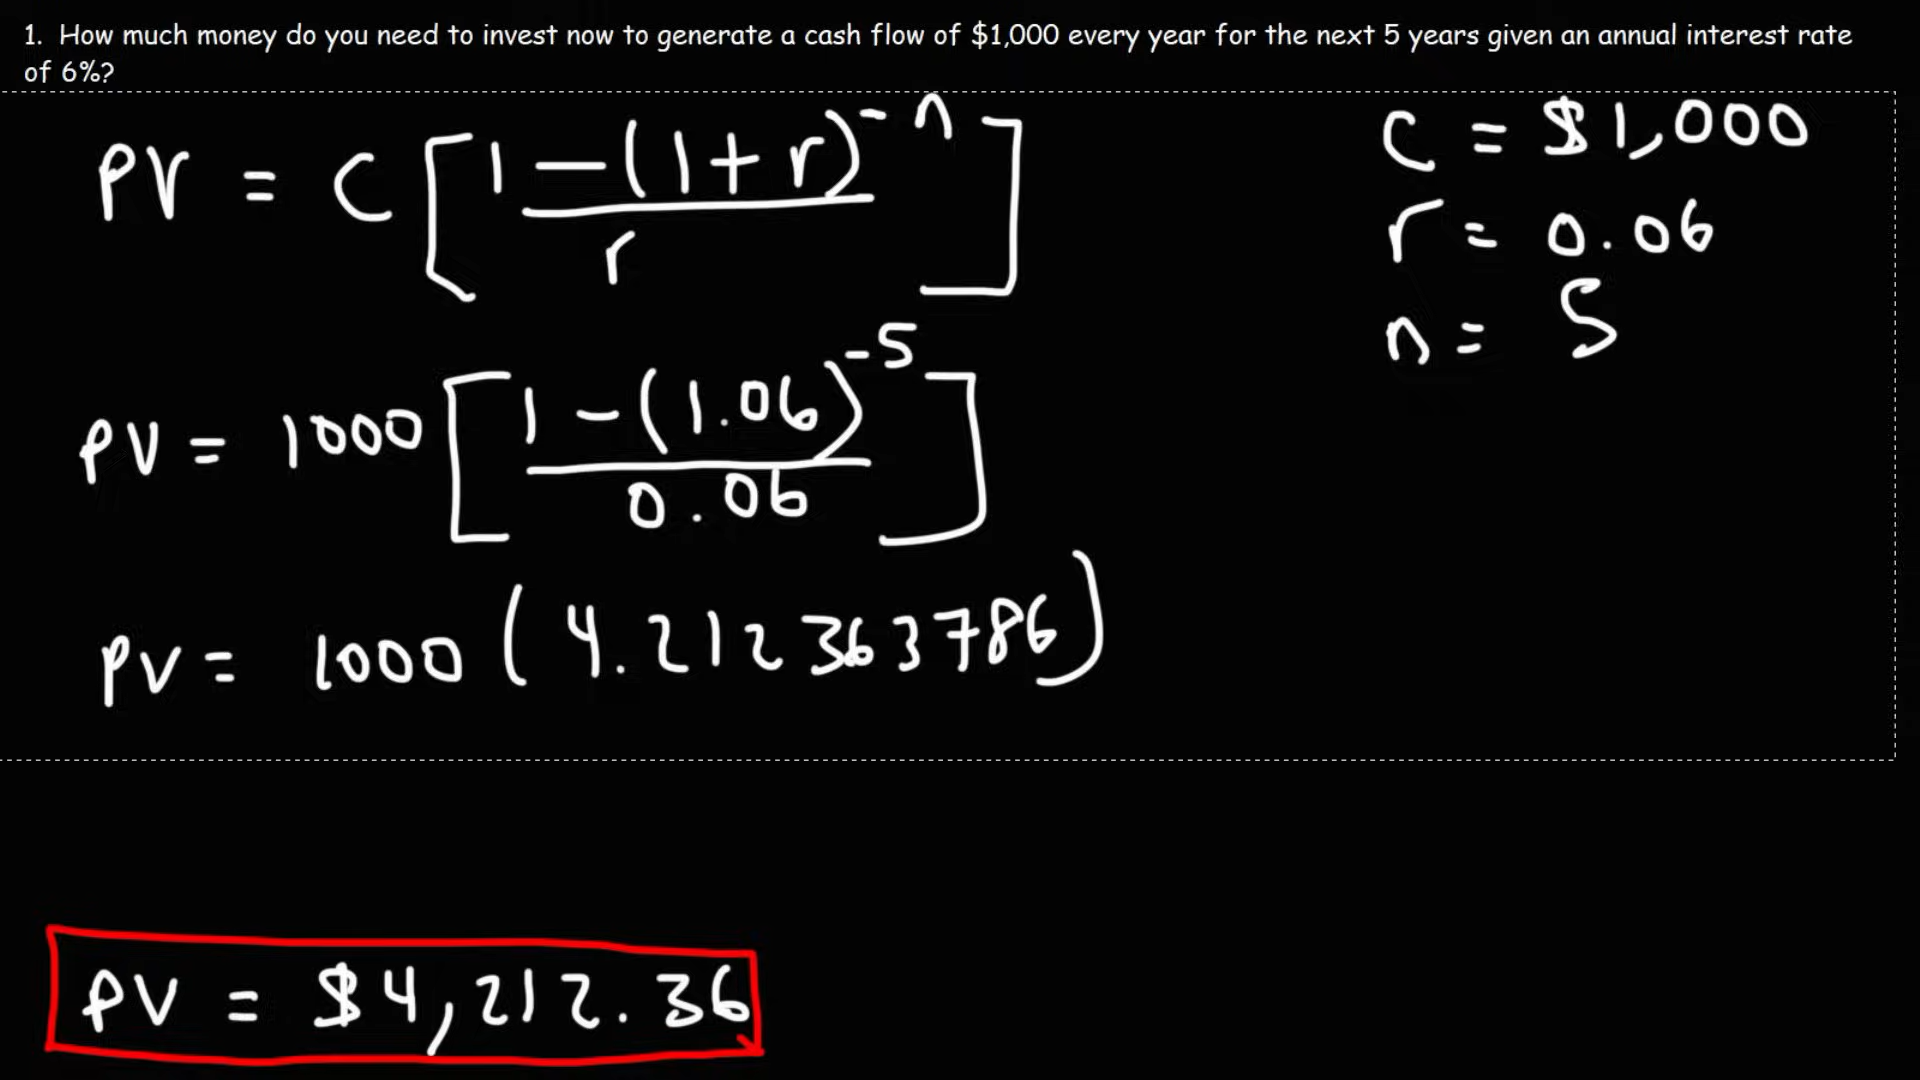 1. How much money do you need to invest now to generate a cash flow of $1,000 every year for the next 5 years given an annual interest rate
of 6%?
PV = C [ 1 - (1 + r)^-n / r ]
C = $1,000
r = 0.06
n = 5
PV = 1000 [ 1 - (1.06)^-5 / 0.06 ]
PV = 1000 ( 4.212363786 )
PV = $4,212.36